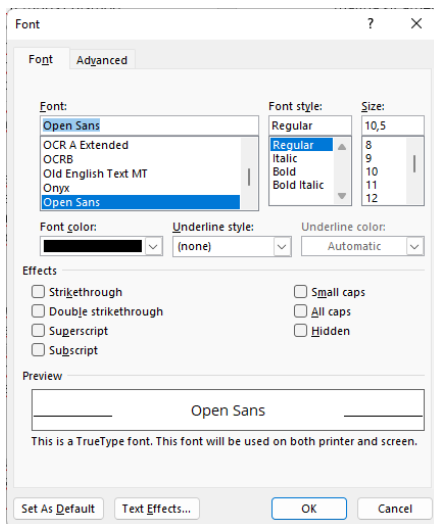 Font ? ×
Font Advanced
Font: Font style: Size:
Open Sans Regular 10,5
OCR A Extended Regular 8
OCRB Italic 9
Old English Text MT Bold 10
Onyx Bold Italic 11
Open Sans 12
Font color: Underline style: Underline color:
(none) Automatic
Effects
Strikethrough Small caps
Double strikethrough All caps
Superscript Hidden
Subscript
Preview
Open Sans
This is a TrueType font. This font will be used on both printer and screen.
Set As Default Text Effects... OK Cancel